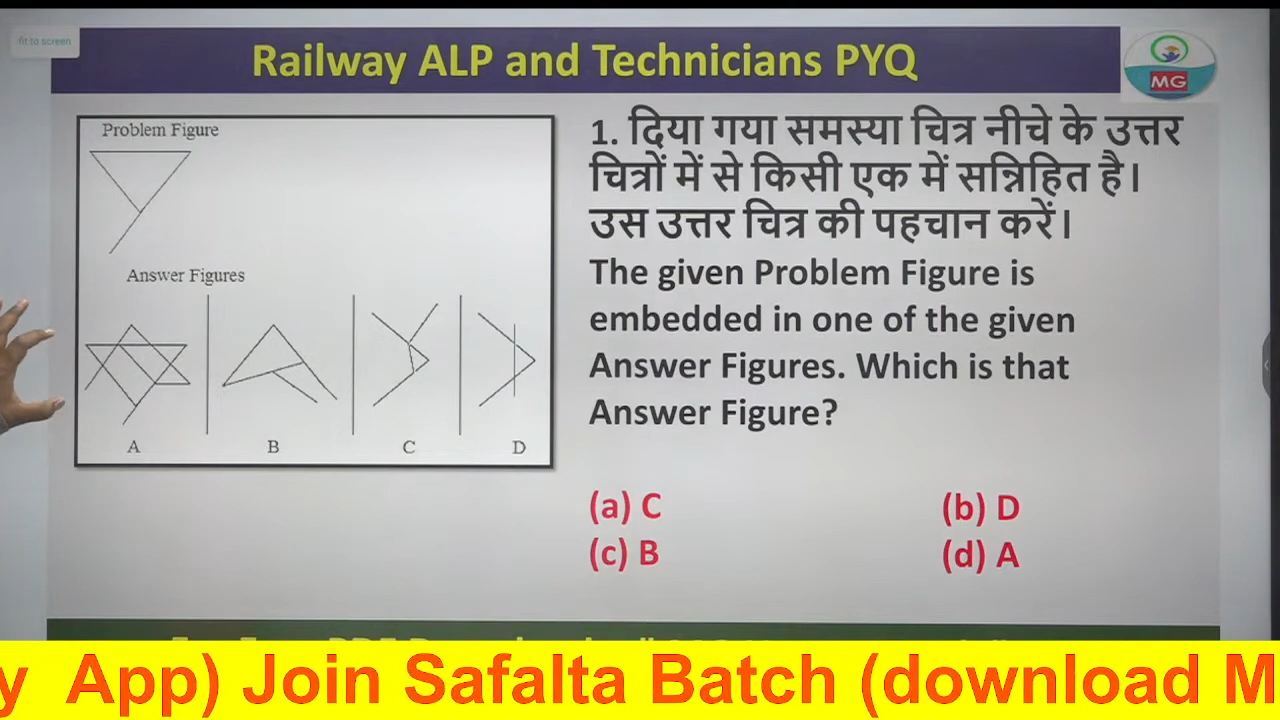 fit to screen
Railway ALP and Technicians PYQ
MG
Problem Figure
Answer Figures
A B C D
1. दिया गया समस्या चित्र नीचे के उत्तर
चित्रों में से किसी एक में सन्निहित है।
उस उत्तर चित्र की पहचान करें।
The given Problem Figure is
embedded in one of the given
Answer Figures. Which is that
Answer Figure?
(a) C (b) D
(c) B (d) A
y App) Join Safalta Batch (download M